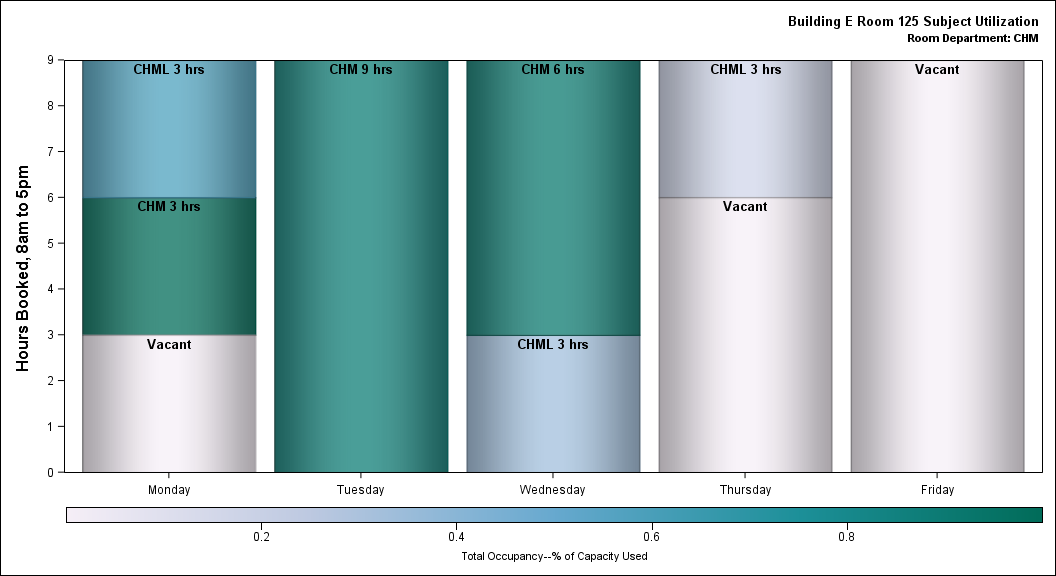 Building E Room 125 Subject Utilization
Room Department: CHM
Hours Booked, 8am to 5pm
9
8
7
6
5
4
3
2
1
0
CHML 3 hrs
CHM 3 hrs
Vacant
CHM 9 hrs
CHM 6 hrs
CHML 3 hrs
CHML 3 hrs
Vacant
Vacant
Monday
Tuesday
Wednesday
Thursday
Friday
0.2
0.4
0.6
0.8
Total Occupancy--% of Capacity Used